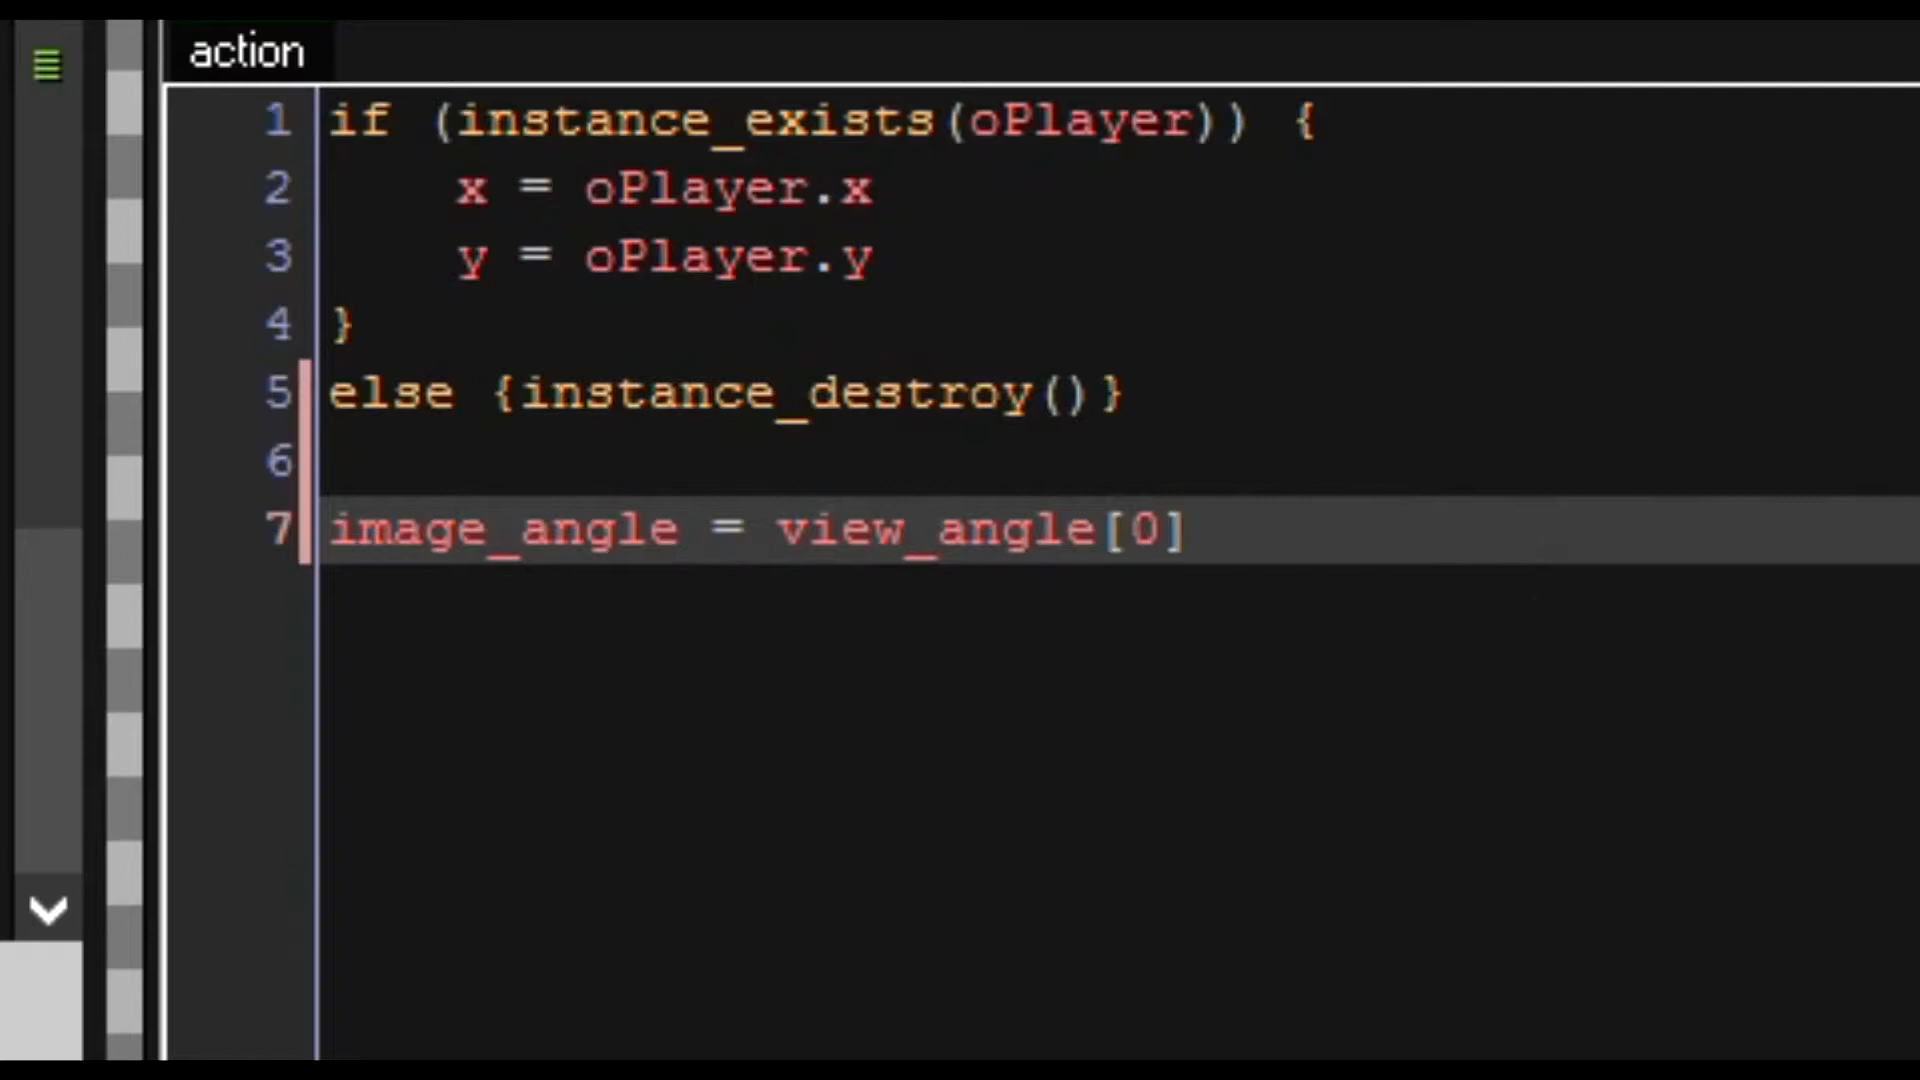 action
1 if (instance_exists(oPlayer)) {
2     x = oPlayer.x
3     y = oPlayer.y
4 }
5 else {instance_destroy()}
6
7 image_angle = view_angle[0]